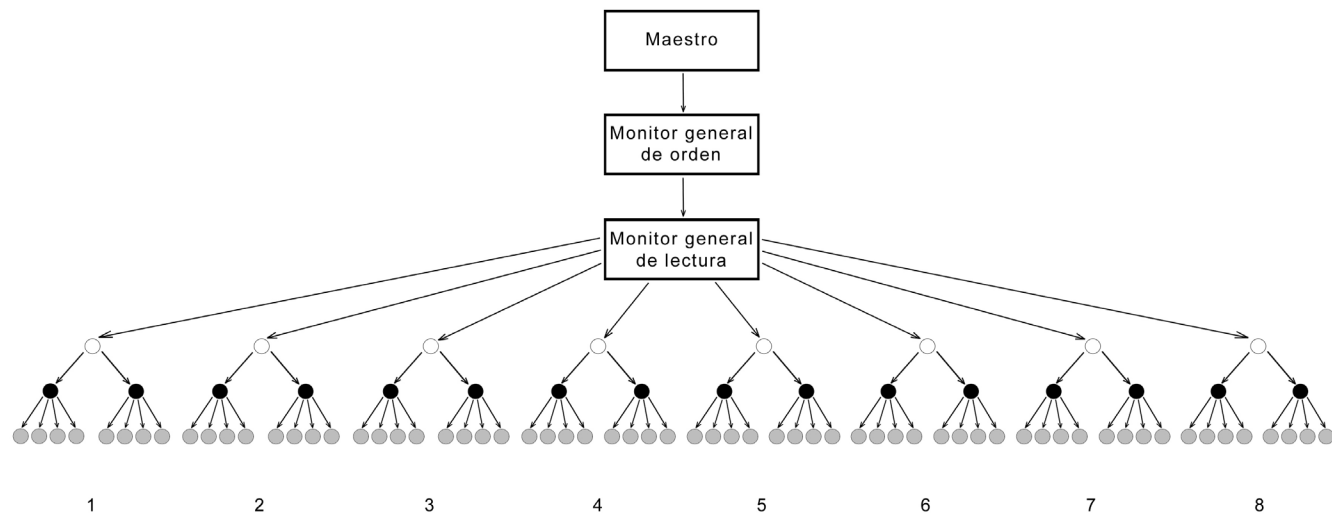 Maestro
Monitor general
de orden
Monitor general
de lectura
1 2 3 4 5 6 7 8